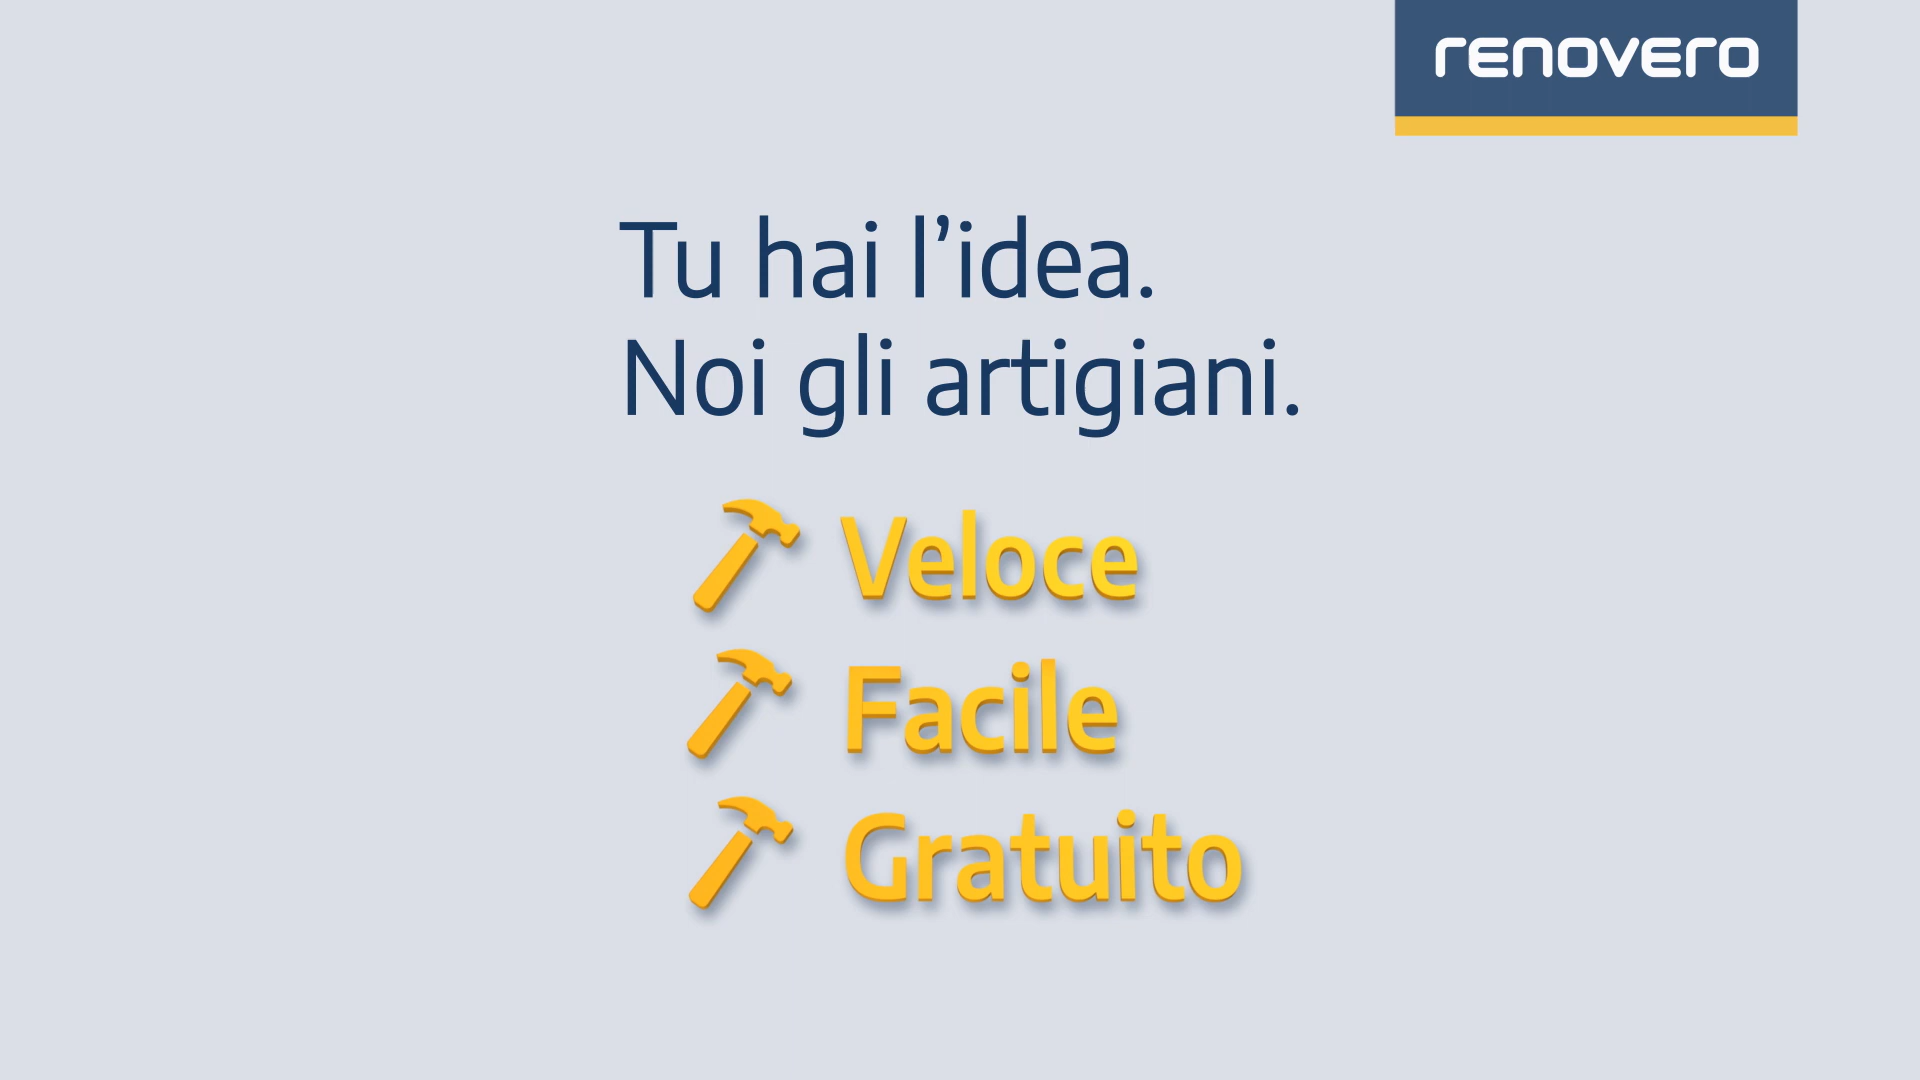 renovero
Tu hai l’idea.
Noi gli artigiani.
Veloce
Facile
Gratuito